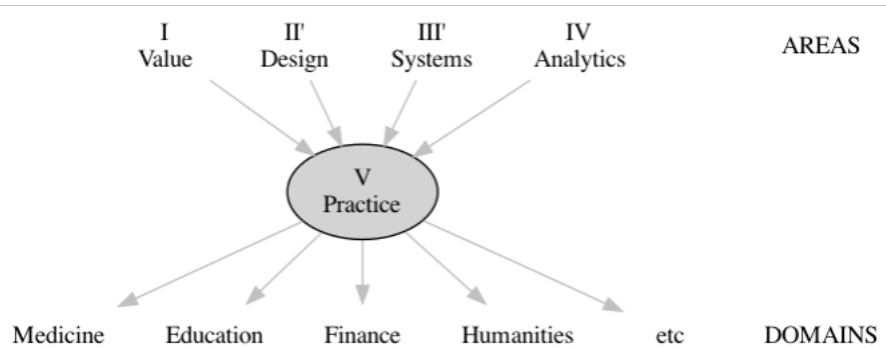 I II' III' IV
Value Design Systems Analytics AREAS
V
Practice
Medicine Education Finance Humanities etc DOMAINS